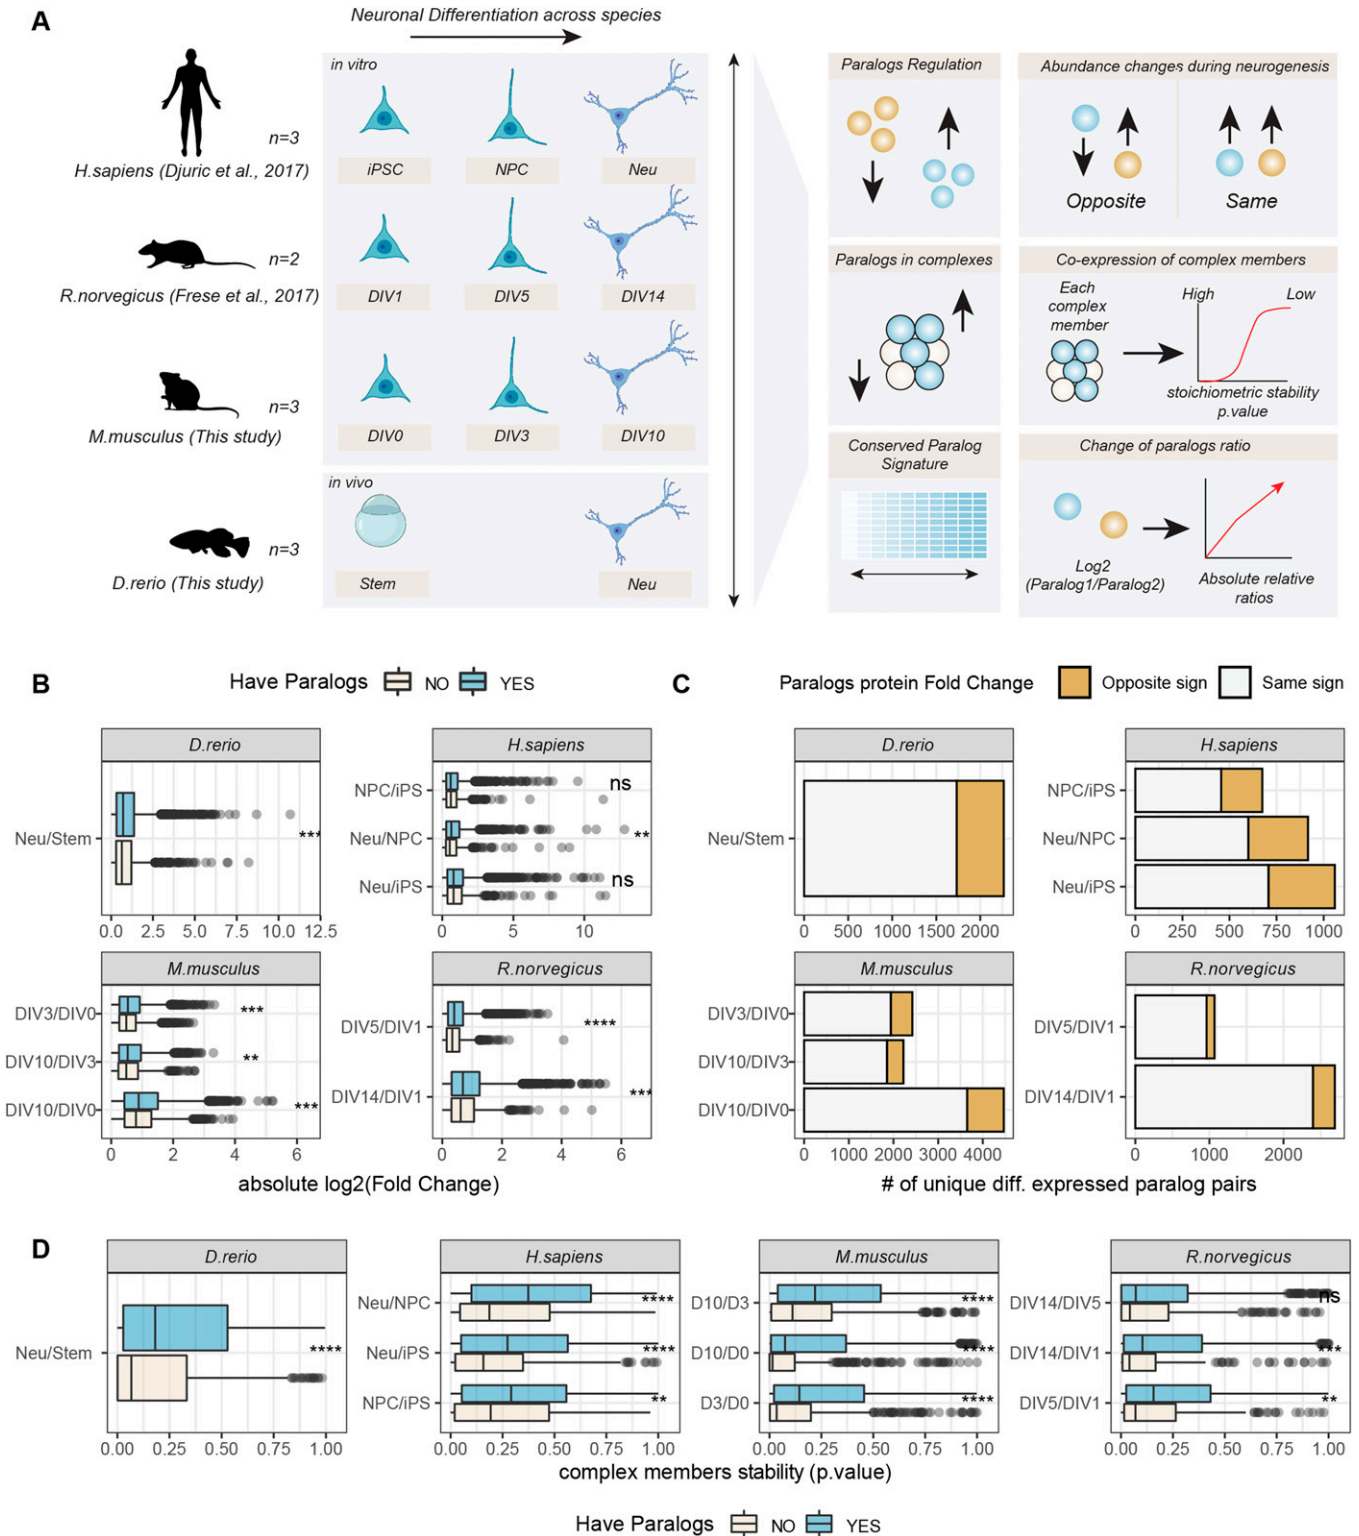 A
Neuronal Differentiation across species
in vitro
n=3
H.sapiens (Djuric et al., 2017)
iPSC
NPC
Neu
n=2
R.norvegicus (Frese et al., 2017)
DIV1
DIV5
DIV14
n=3
M.musculus (This study)
DIV0
DIV3
DIV10
in vivo
n=3
D.rerio (This study)
Stem
Neu
Paralogs Regulation
Abundance changes during neurogenesis
Opposite
Same
Paralogs in complexes
Co-expression of complex members
Each
complex
member
High
Low
stoichiometric stability
p.value
Conserved Paralog
Signature
Change of paralogs ratio
Log2
(Paralog1/Paralog2)
Absolute relative
ratios
B
Have Paralogs NO YES
D.rerio
Neu/Stem
***
0.0 2.5 5.0 7.5 10.0 12.5
H.sapiens
NPC/iPS
ns
Neu/NPC
**
Neu/iPS
ns
0 5 10
M.musculus
DIV3/DIV0
***
DIV10/DIV3
**
DIV10/DIV0
***
0 2 4 6
R.norvegicus
DIV5/DIV1
****
DIV14/DIV1
***
0 2 4 6
absolute log2(Fold Change)
C
Paralogs protein Fold Change Opposite sign Same sign
D.rerio
Neu/Stem
0 500 1000 1500 2000
H.sapiens
NPC/iPS
Neu/NPC
Neu/iPS
0 250 500 750 1000
M.musculus
DIV3/DIV0
DIV10/DIV3
DIV10/DIV0
0 1000 2000 3000 4000
R.norvegicus
DIV5/DIV1
DIV14/DIV1
0 1000 2000
# of unique diff. expressed paralog pairs
D
D.rerio
Neu/Stem
****
0.00 0.25 0.50 0.75 1.00
H.sapiens
Neu/NPC
****
Neu/iPS
****
NPC/iPS
**
0.00 0.25 0.50 0.75 1.00
M.musculus
D10/D3
****
D10/D0
****
D3/D0
****
0.00 0.25 0.50 0.75 1.00
R.norvegicus
DIV14/DIV5
ns
DIV14/DIV1
***
DIV5/DIV1
**
0.00 0.25 0.50 0.75 1.00
complex members stability (p.value)
Have Paralogs NO YES